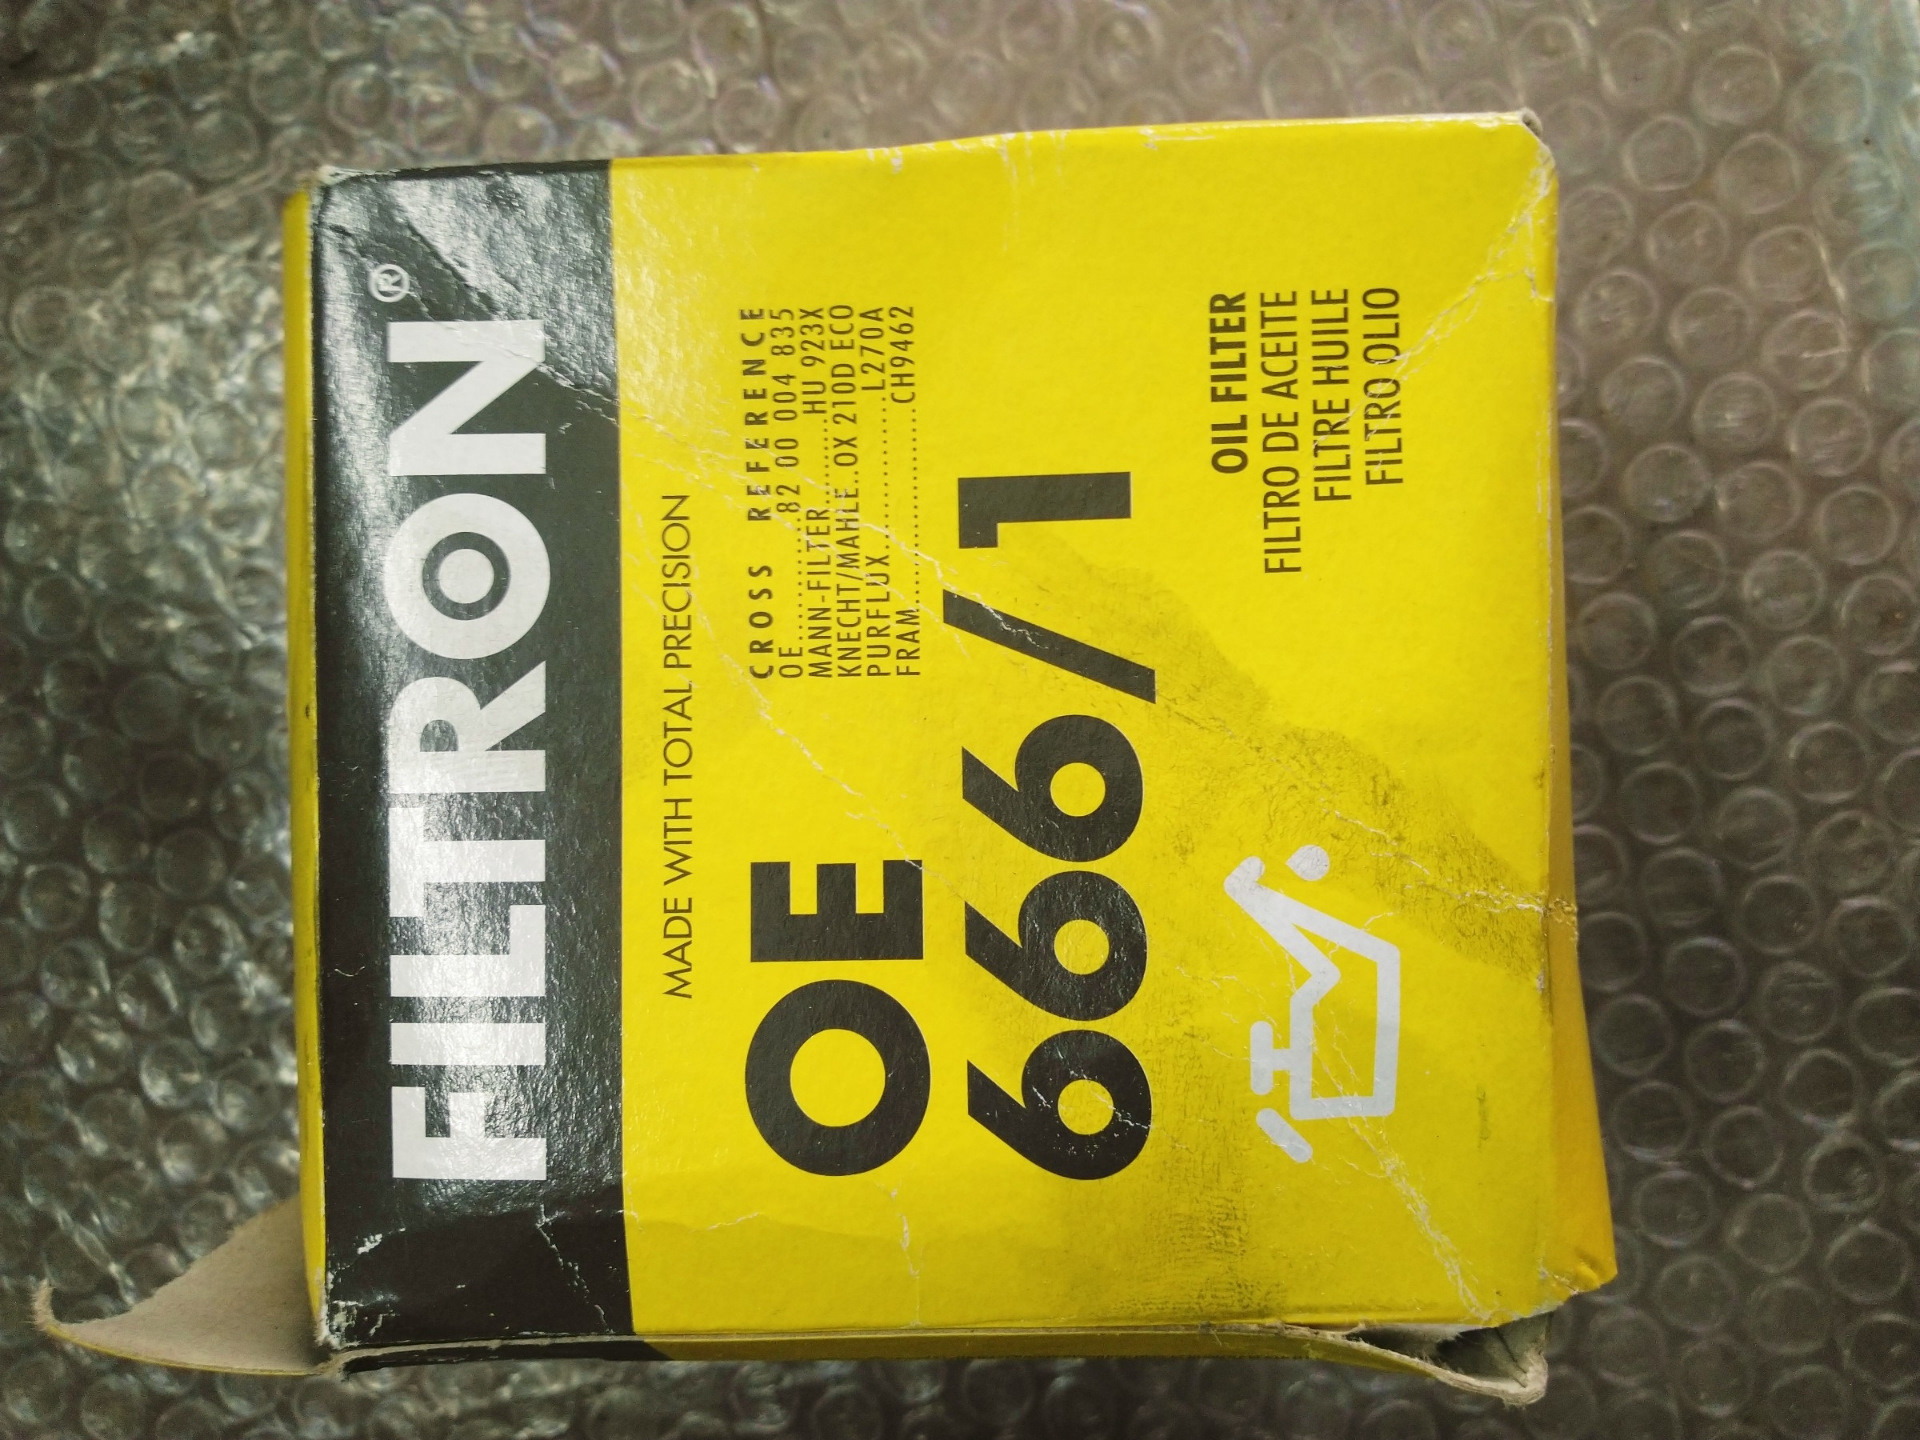 FILTRON®
MADE WITH TOTAL PRECISION
CROSS REFERENCE
OE..........82 00 004 835
MANN-FILTER..........HU 923X
KNECHT/MAHLE..OX 210D ECO
PURFLUX................L270A
FRAM....................CH9462
OE
666/1
OIL FILTER
FILTRO DE ACEITE
FILTRE HUILE
FILTRO OLIO